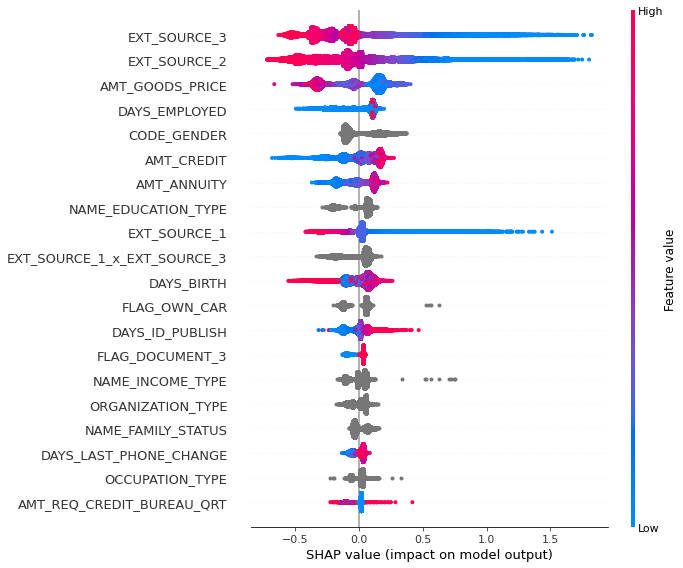 High
EXT_SOURCE_3
EXT_SOURCE_2
AMT_GOODS_PRICE
DAYS_EMPLOYED
CODE_GENDER
AMT_CREDIT
AMT_ANNUITY
NAME_EDUCATION_TYPE
EXT_SOURCE_1
EXT_SOURCE_1_x_EXT_SOURCE_3
DAYS_BIRTH
FLAG_OWN_CAR
DAYS_ID_PUBLISH
FLAG_DOCUMENT_3
NAME_INCOME_TYPE
ORGANIZATION_TYPE
NAME_FAMILY_STATUS
DAYS_LAST_PHONE_CHANGE
OCCUPATION_TYPE
AMT_REQ_CREDIT_BUREAU_QRT
Feature value
Low
−0.5 0.0 0.5 1.0 1.5
SHAP value (impact on model output)